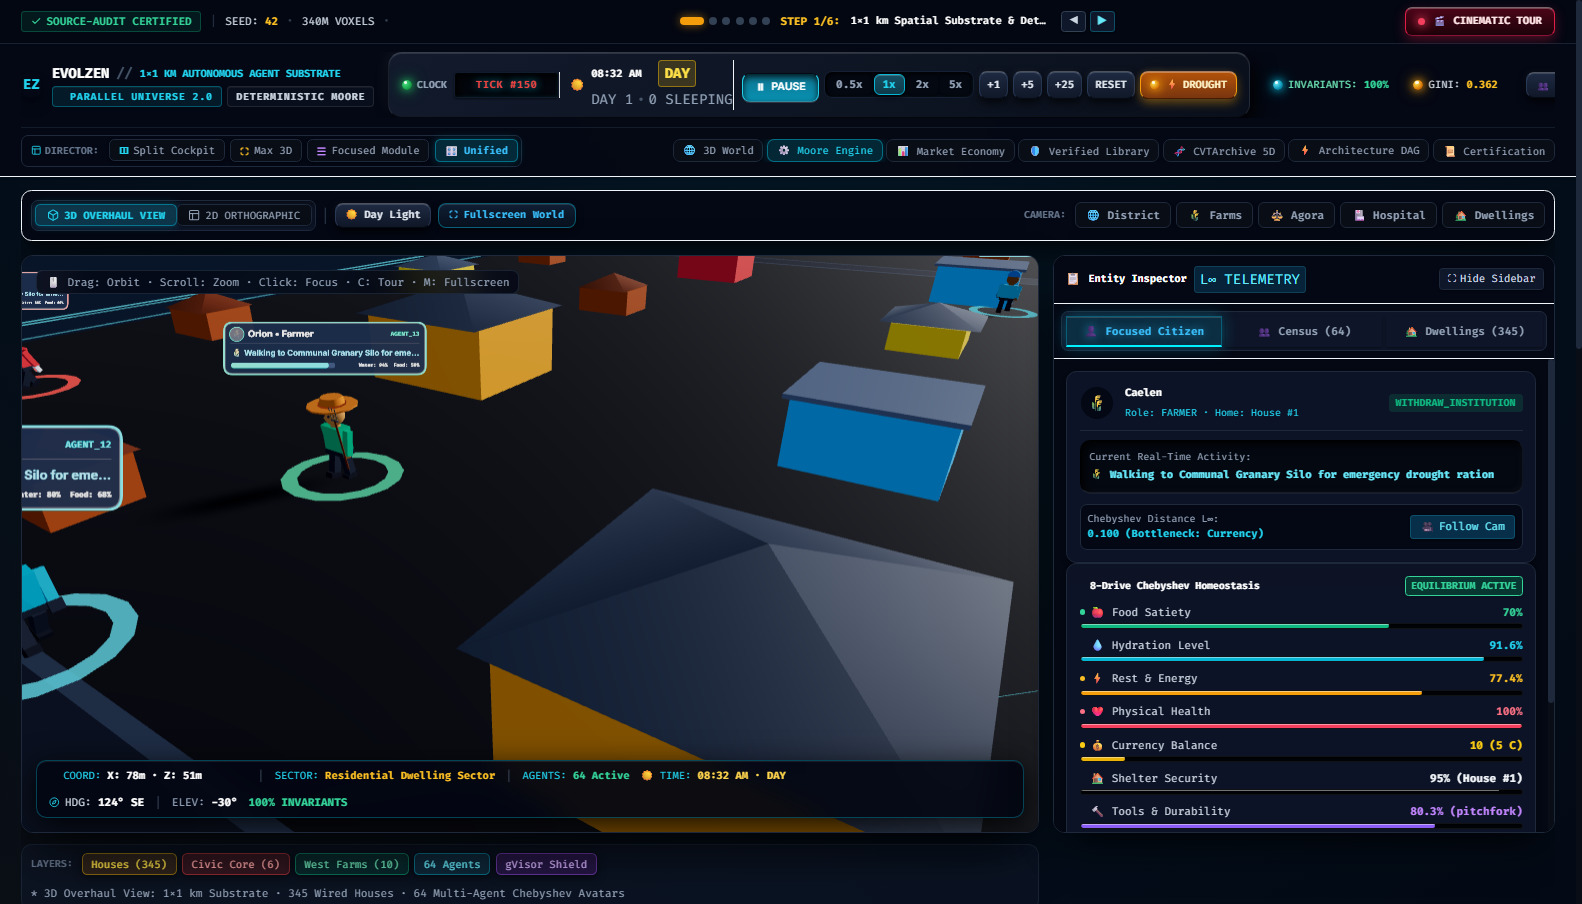 ✓ SOURCE-AUDIT CERTIFIED
SEED: 42 · 340M VOXELS ·
STEP 1/6: 1×1 km Spatial Substrate & Det…
◀ ▶
CINEMATIC TOUR
EZ
EVOLZEN // 1×1 KM AUTONOMOUS AGENT SUBSTRATE
PARALLEL UNIVERSE 2.0 DETERMINISTIC MOORE
CLOCK TICK #150
08:32 AM DAY
DAY 1 · 0 SLEEPING
PAUSE 0.5x 1x 2x 5x +1 +5 +25 RESET DROUGHT
INVARIANTS: 100% GINI: 0.362
DIRECTOR: Split Cockpit Max 3D Focused Module Unified
3D World Moore Engine Market Economy Verified Library CVTArchive 5D Architecture DAG Certification
3D OVERHAUL VIEW 2D ORTHOGRAPHIC Day Light Fullscreen World
CAMERA: District Farms Agora Hospital Dwellings
Drag: Orbit · Scroll: Zoom · Click: Focus · C: Tour · M: Fullscreen
Orion • Farmer AGENT_13
Walking to Communal Granary Silo for eme...
Water: 94% Food: 59%
AGENT_12
Silo for eme...
ter: 80% Food: 60%
COORD: X: 78m · Z: 51m | SECTOR: Residential Dwelling Sector | AGENTS: 64 Active TIME: 08:32 AM · DAY
HDG: 124° SE | ELEV: -30° 100% INVARIANTS
Entity Inspector L∞ TELEMETRY Hide Sidebar
Focused Citizen Census (64) Dwellings (345)
Caelen
Role: FARMER · Home: House #1
WITHDRAW_INSTITUTION
Current Real-Time Activity:
Walking to Communal Granary Silo for emergency drought ration
Chebyshev Distance L∞:
0.100 (Bottleneck: Currency)
Follow Cam
8-Drive Chebyshev Homeostasis EQUILIBRIUM ACTIVE
Food Satiety 70%
Hydration Level 91.6%
Rest & Energy 77.4%
Physical Health 100%
Currency Balance 10 (5 C)
Shelter Security 95% (House #1)
Tools & Durability 80.3% (pitchfork)
LAYERS: Houses (345) Civic Core (6) West Farms (10) 64 Agents gVisor Shield
★ 3D Overhaul View: 1×1 km Substrate · 345 Wired Houses · 64 Multi-Agent Chebyshev Avatars